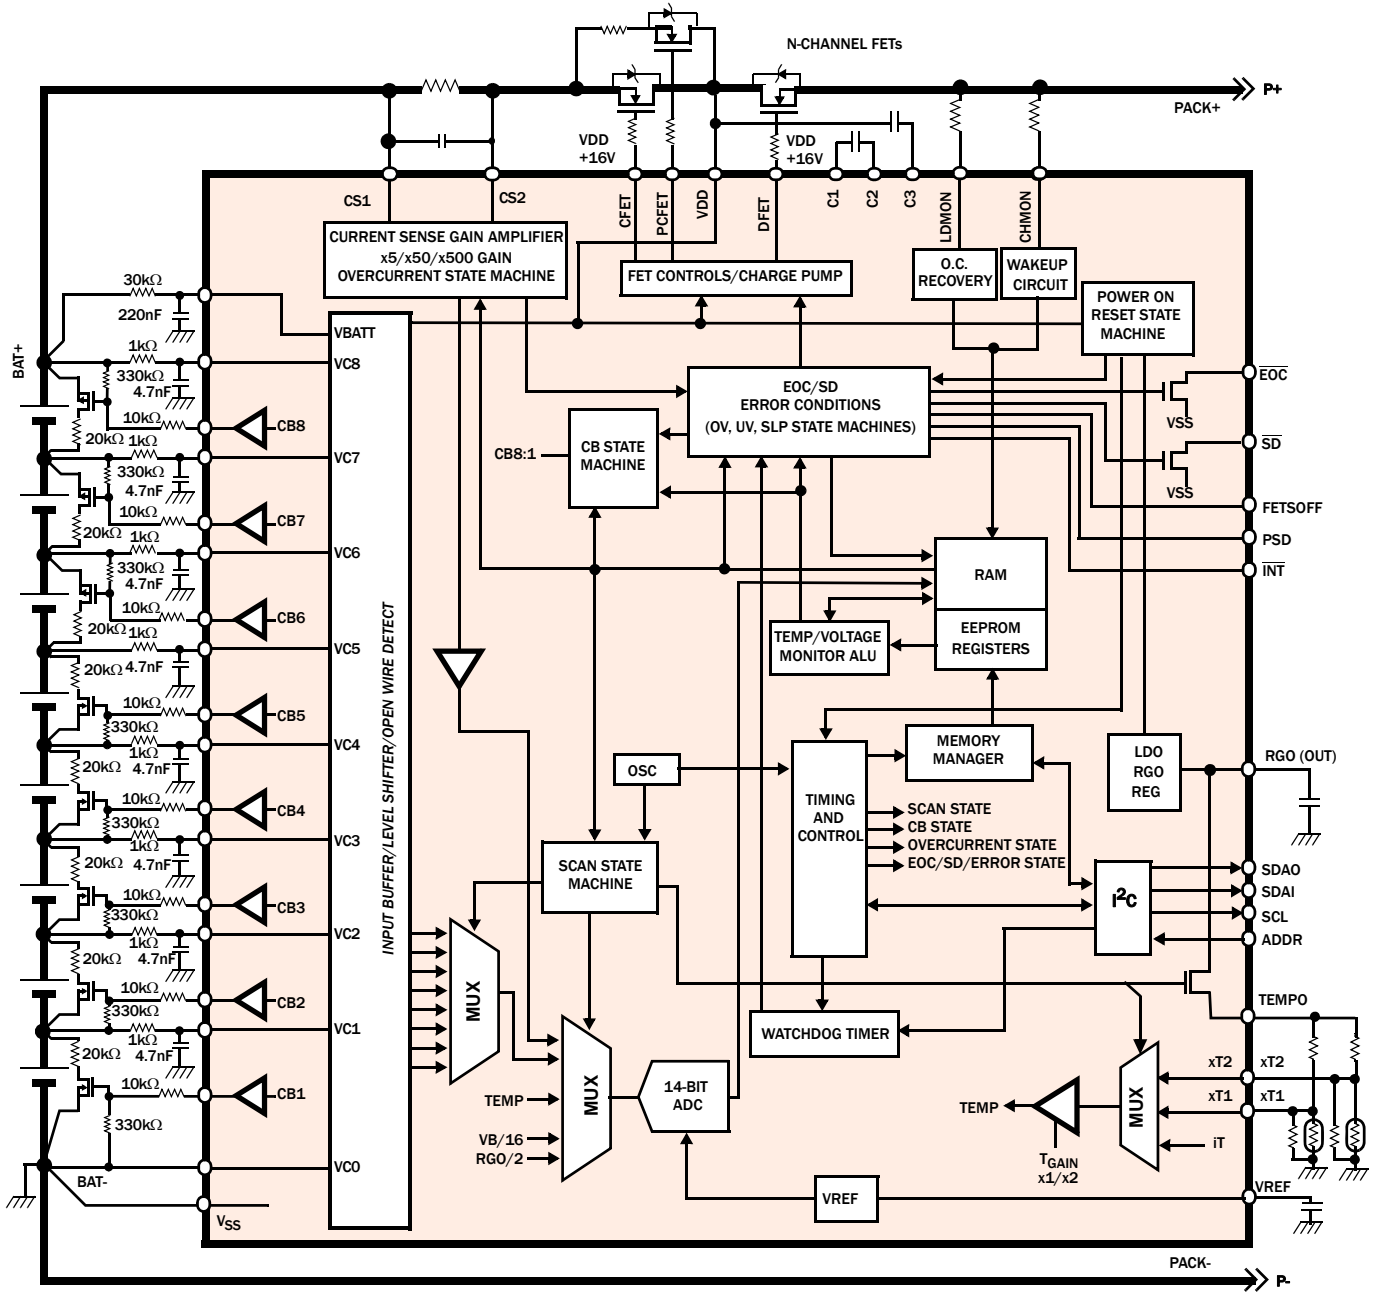 N-CHANNEL FETs
P+
PACK+
VDD
+16V
VDD
+16V
CS1
CS2
CFET
PCFET
VDD
DFET
C1
C2
C3
LDMON
CHMON
CURRENT SENSE GAIN AMPLIFIER
x5/x50/x500 GAIN
OVERCURRENT STATE MACHINE
FET CONTROLS/CHARGE PUMP
O.C.
RECOVERY
WAKEUP
CIRCUIT
POWER ON
RESET STATE
MACHINE
30kΩ
220nF
VBATT
BAT+
1kΩ
VC8
330kΩ
4.7nF
10kΩ
CB8
20kΩ
1kΩ
VC7
330kΩ
4.7nF
10kΩ
CB7
20kΩ
1kΩ
VC6
330kΩ
4.7nF
10kΩ
CB6
20kΩ
1kΩ
VC5
20kΩ
4.7nF
10kΩ
CB5
330kΩ
VC4
1kΩ
20kΩ
4.7nF
10kΩ
CB4
330kΩ
VC3
1kΩ
20kΩ
4.7nF
10kΩ
CB3
330kΩ
VC2
1kΩ
20kΩ
4.7nF
10kΩ
CB2
330kΩ
VC1
1kΩ
20kΩ
4.7nF
10kΩ
CB1
330kΩ
VC0
BAT-
VSS
INPUT BUFFER/LEVEL SHIFTER/OPEN WIRE DETECT
EOC/SD
ERROR CONDITIONS
(OV, UV, SLP STATE MACHINES)
CB8:1
CB STATE
MACHINE
EOC
VSS
SD
VSS
FETSOFF
PSD
INT
RAM
EEPROM
REGISTERS
TEMP/VOLTAGE
MONITOR ALU
MEMORY
MANAGER
LDO
RGO
REG
RGO (OUT)
OSC
TIMING
AND
CONTROL
SCAN STATE
CB STATE
OVERCURRENT STATE
EOC/SD/ERROR STATE
SCAN STATE
MACHINE
I2C
SDAO
SDAI
SCL
ADDR
MUX
WATCHDOG TIMER
TEMPO
MUX
TEMP
VB/16
RGO/2
14-BIT
ADC
TEMP
TGAIN
x1/x2
MUX
xT2
xT2
xT1
xT1
iT
VREF
VREF
PACK-
P-